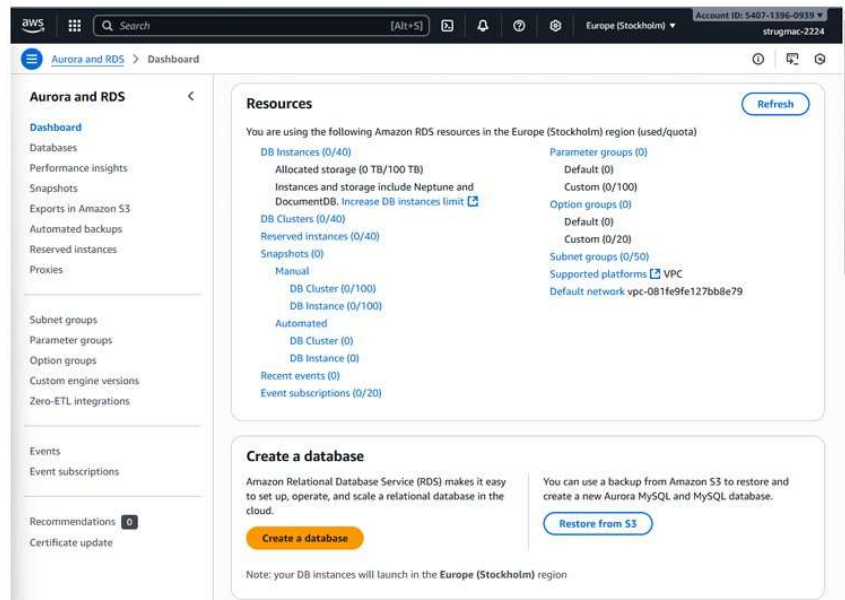 aws
Search [Alt+S]
Europe (Stockholm)
Account ID: 5407-1396-0939
strugmac-2224
Aurora and RDS > Dashboard
Aurora and RDS
Dashboard
Databases
Performance insights
Snapshots
Exports in Amazon S3
Automated backups
Reserved instances
Proxies
Subnet groups
Parameter groups
Option groups
Custom engine versions
Zero-ETL integrations
Events
Event subscriptions
Recommendations 0
Certificate update
Resources
Refresh
You are using the following Amazon RDS resources in the Europe (Stockholm) region (used/quota)
DB Instances (0/40)
Allocated storage (0 TB/100 TB)
Instances and storage include Neptune and
DocumentDB. Increase DB instances limit
DB Clusters (0/40)
Reserved instances (0/40)
Snapshots (0)
Manual
DB Cluster (0/100)
DB Instance (0/100)
Automated
DB Cluster (0)
DB Instance (0)
Recent events (0)
Event subscriptions (0/20)
Parameter groups (0)
Default (0)
Custom (0/100)
Option groups (0)
Default (0)
Custom (0/20)
Subnet groups (0/50)
Supported platforms VPC
Default network vpc-081fe9fe127bb8e79
Create a database
Amazon Relational Database Service (RDS) makes it easy
to set up, operate, and scale a relational database in the
cloud.
Create a database
You can use a backup from Amazon S3 to restore and
create a new Aurora MySQL and MySQL database.
Restore from S3
Note: your DB instances will launch in the Europe (Stockholm) region